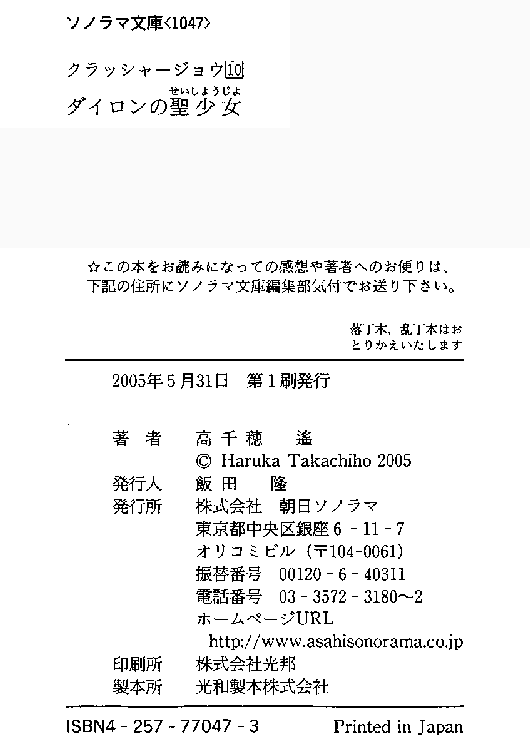 ソノラマ文庫<1047>
クラッシャージョウ10
せいしょうじょ
ダイロンの聖少女
☆この本をお読みになっての感想や著者へのお便りは、
下記の住所にソノラマ文庫編集部気付でお送り下さい。
落丁本、乱丁本はお
とりかえいたします
2005年5月31日　第1刷発行
著　者　高 千 穂　遙
© Haruka Takachiho 2005
発行人　飯 田　隆
発行所　株式会社　朝日ソノラマ
東京都中央区銀座6－11－7
オリコミビル（〒104-0061）
振替番号　00120－6－40311
電話番号　03－3572－3180～2
ホームページURL
http://www.asahisonorama.co.jp
印刷所　株式会社光邦
製本所　光和製本株式会社
ISBN4－257－77047－3　Printed in Japan